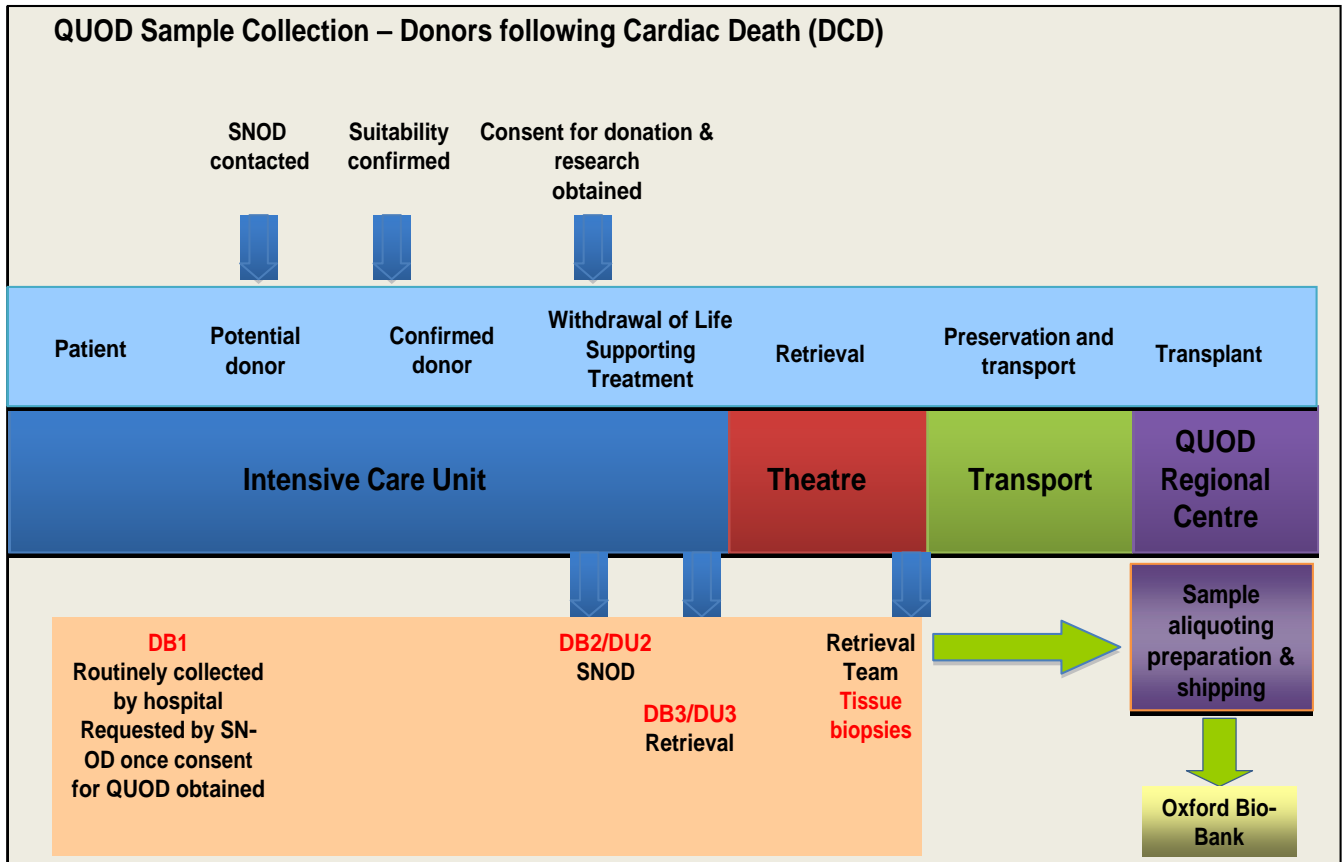 QUOD Sample Collection – Donors following Cardiac Death (DCD)
SNOD
contacted
Suitability
confirmed
Consent for donation &
research
obtained
Patient
Potential
donor
Confirmed
donor
Withdrawal of Life
Supporting
Treatment
Retrieval
Preservation and
transport
Transplant
Intensive Care Unit
Theatre
Transport
QUOD
Regional
Centre
DB1
Routinely collected
by hospital
Requested by SN-
OD once consent
for QUOD obtained
DB2/DU2
SNOD
DB3/DU3
Retrieval
Retrieval
Team
Tissue
biopsies
Sample
aliquoting
preparation &
shipping
Oxford Bio-
Bank